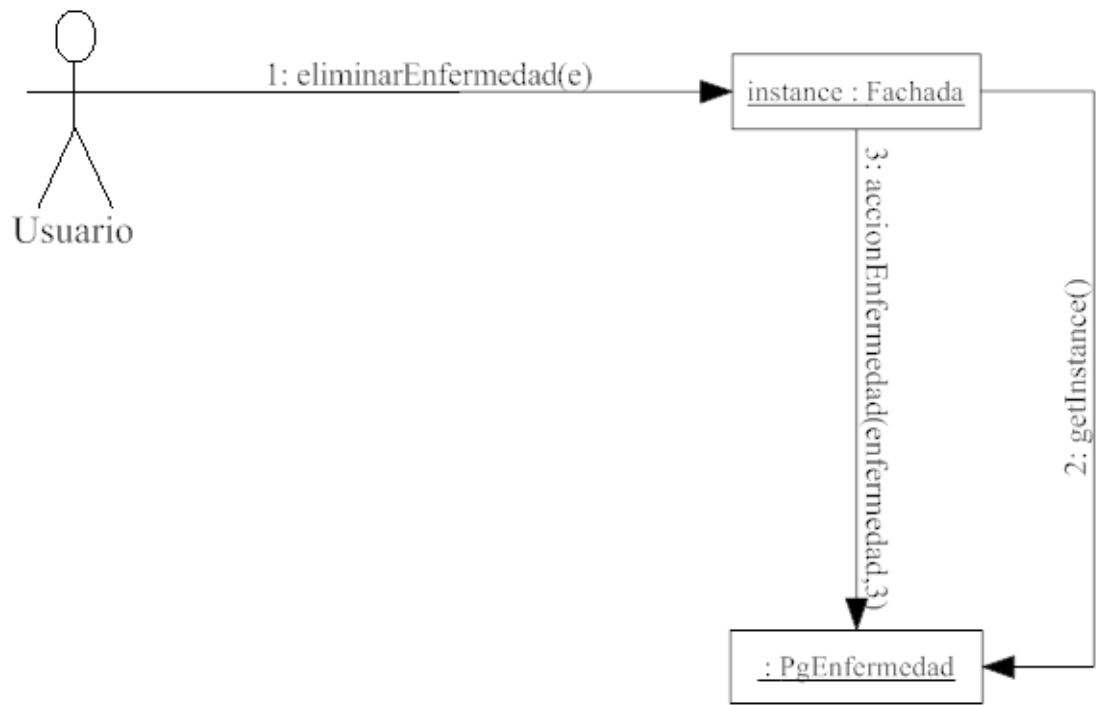 1: eliminarEnfermedad(e)
instance : Fachada
Usuario
2: getInstance()
3: accionEnfermedad(enfermedad,3)
: PgEnfermedad